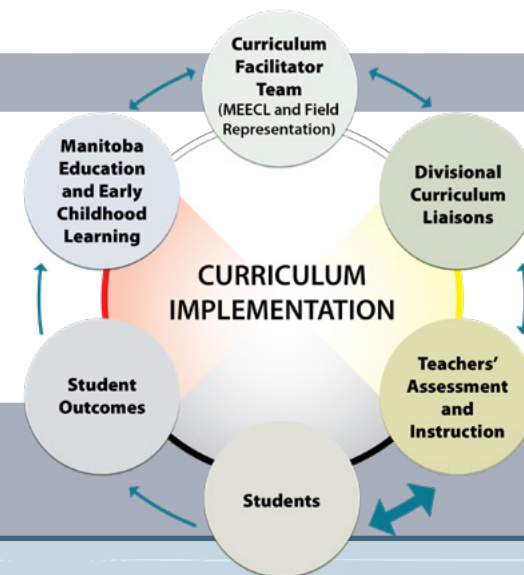 Curriculum
Facilitator
Team
(MEECL and Field
Representation)
Manitoba
Education
and Early
Childhood
Learning
Divisional
Curriculum
Liaisons
CURRICULUM
IMPLEMENTATION
Student
Outcomes
Teachers’
Assessment
and
Instruction
Students